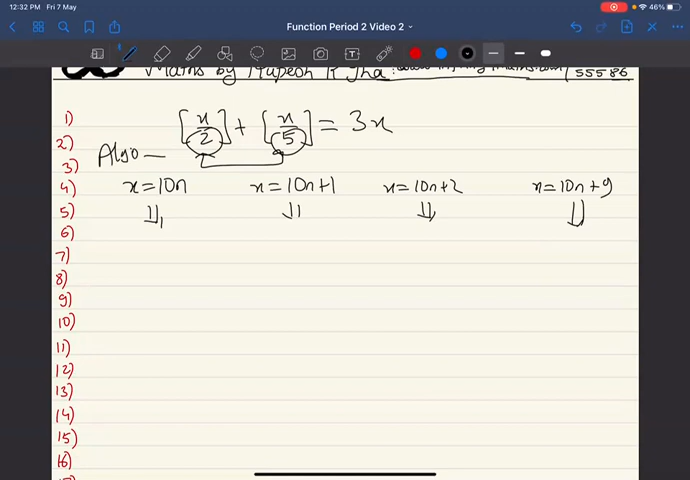 12:32 PM Fri 7 May
46%
Function Period 2 Video 2
Maths by Rupesh K Jha: 55586
1) [x/2] + [x/5] = 3x
2)
Algo —
3)
4) x=10n x=10n+1 x=10n+2 x=10n+9
5) ⇓ ⇓ ⇓ ⇓
6)
7)
8)
9)
10)
11)
12)
13)
14)
15)
16)